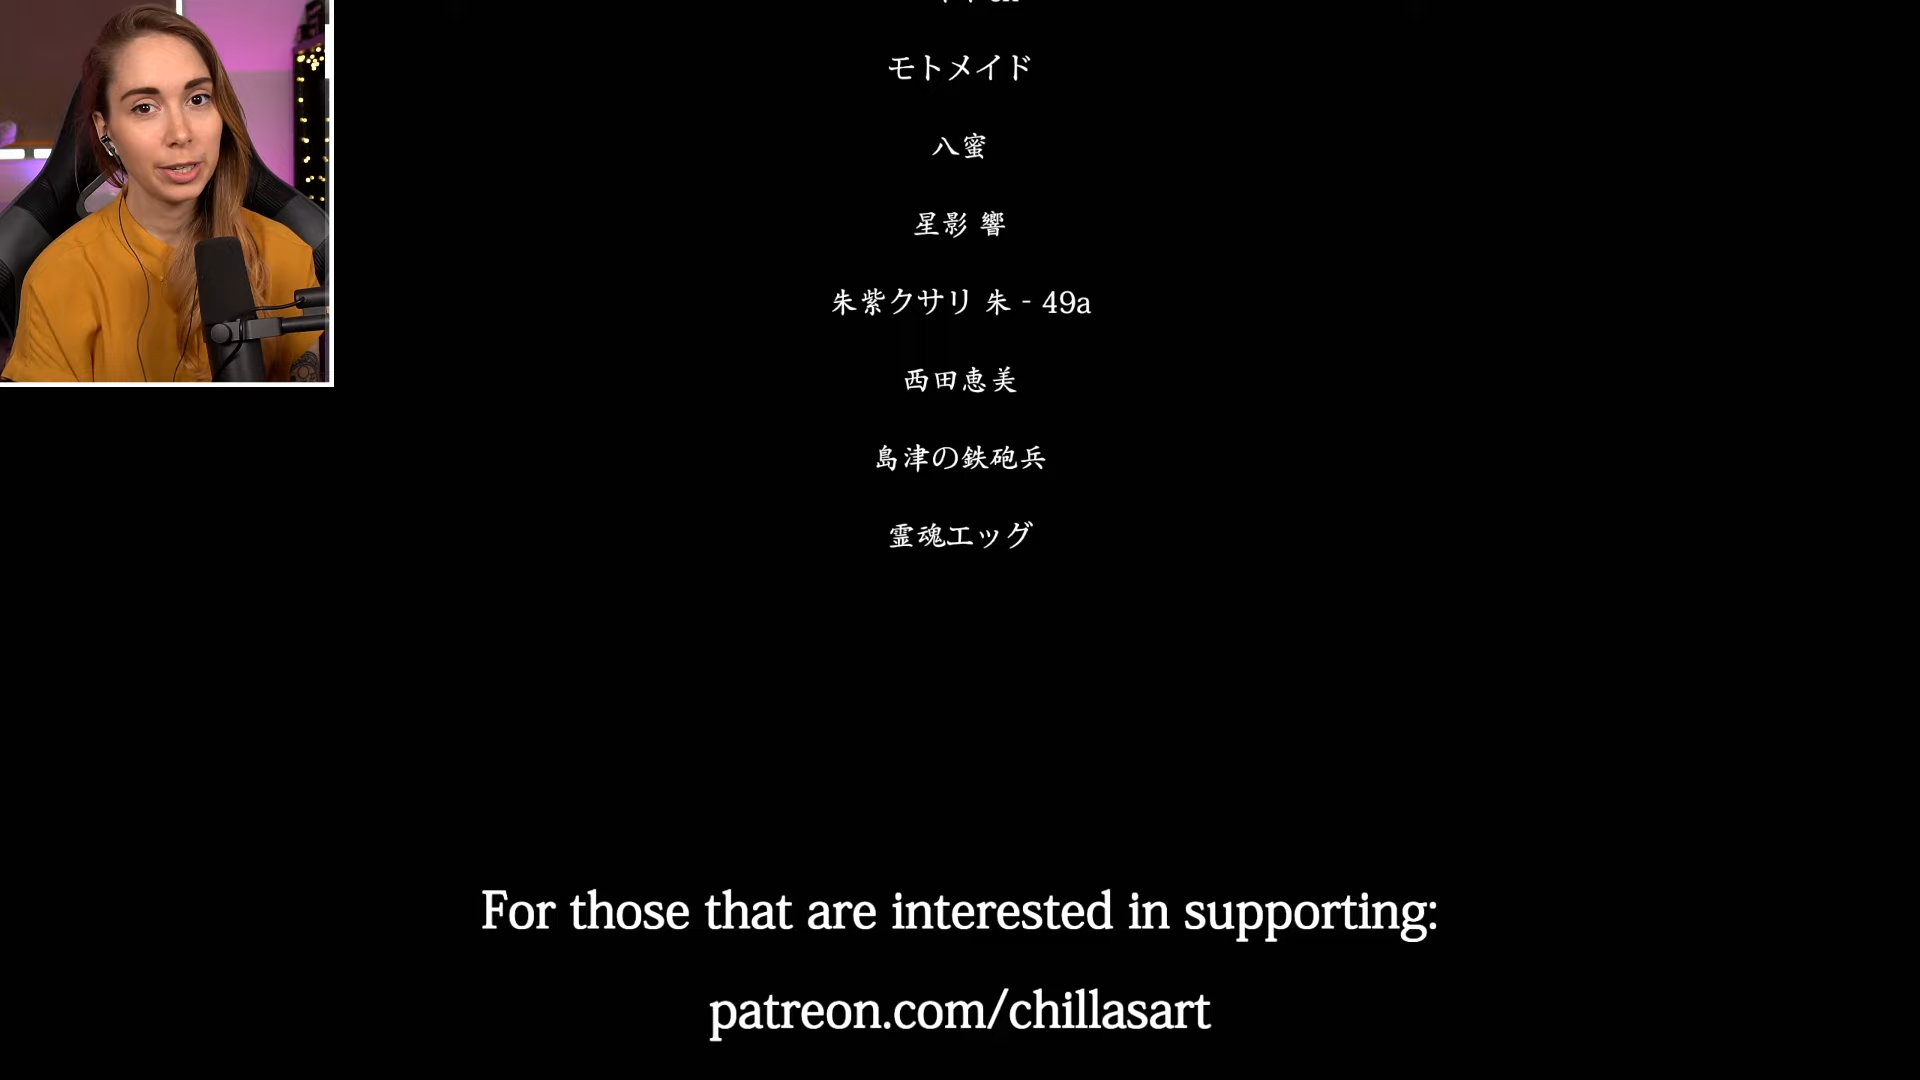 モトメイド
八蜜
星影 響
朱紫クサリ 朱 - 49a
西田恵美
島津の鉄砲兵
霊魂エッグ
For those that are interested in supporting:
patreon.com/chillasart